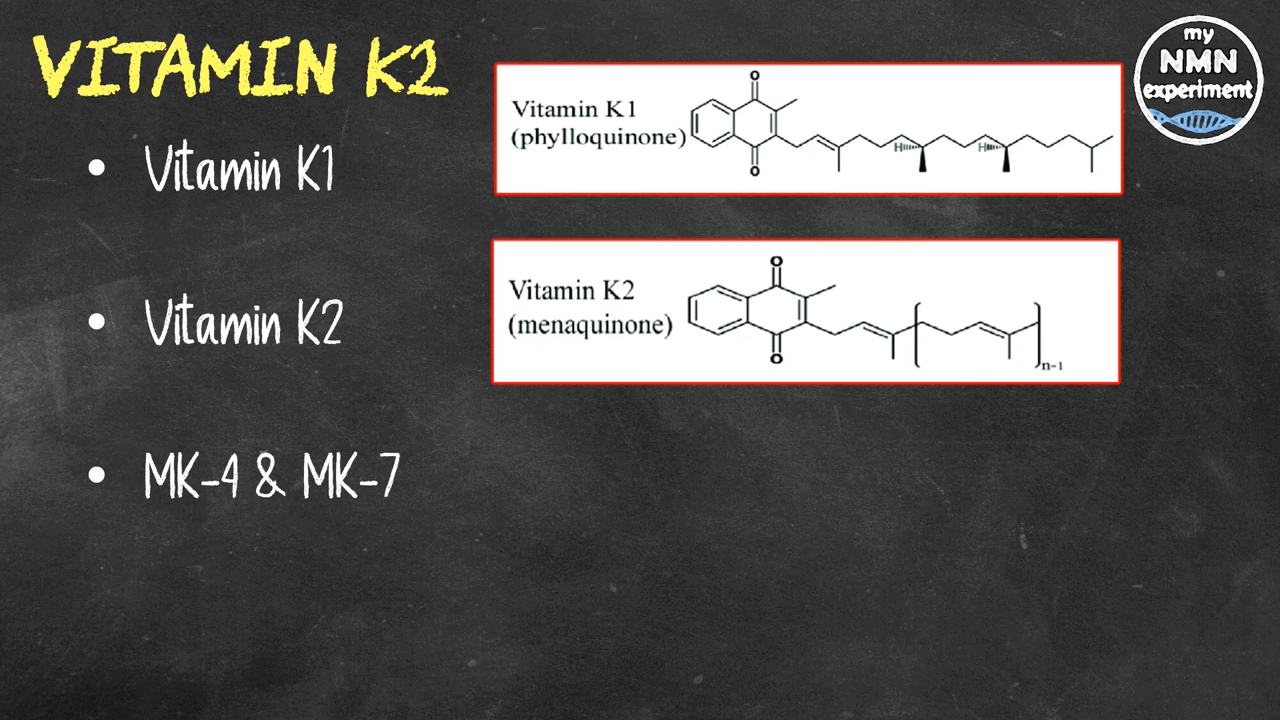 VITAMIN K2
my
NMN
experiment
• Vitamin K1
Vitamin K1
(phylloquinone)
O
O
H
H
• Vitamin K2
Vitamin K2
(menaquinone)
O
O
n-1
• MK-4 & MK-7